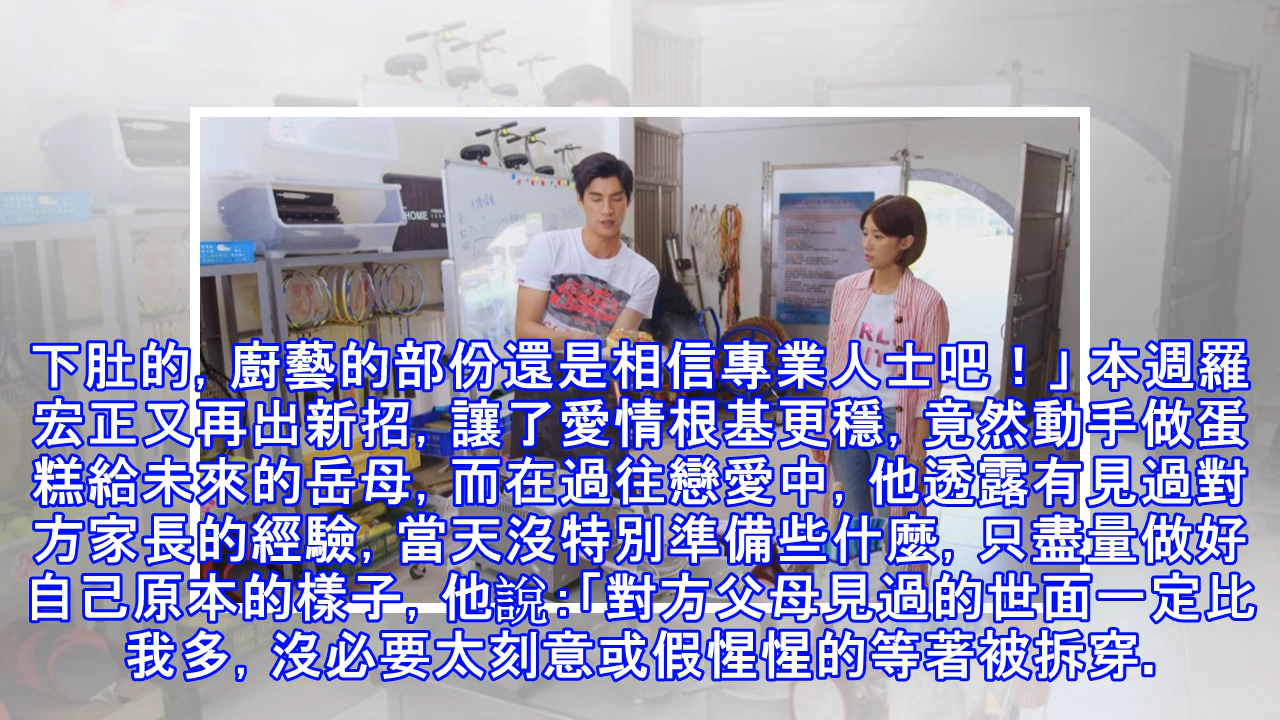 HOME
下肚的, 廚藝的部份還是相信專業人士吧！」本週羅
宏正又再出新招, 讓了愛情根基更穩, 竟然動手做蛋
糕給未來的岳母, 而在過往戀愛中, 他透露有見過對
方家長的經驗, 當天沒特別準備些什麼, 只盡量做好
自己原本的樣子, 他說:「對方父母見過的世面一定比
我多, 沒必要太刻意或假惺惺的等著被拆穿.